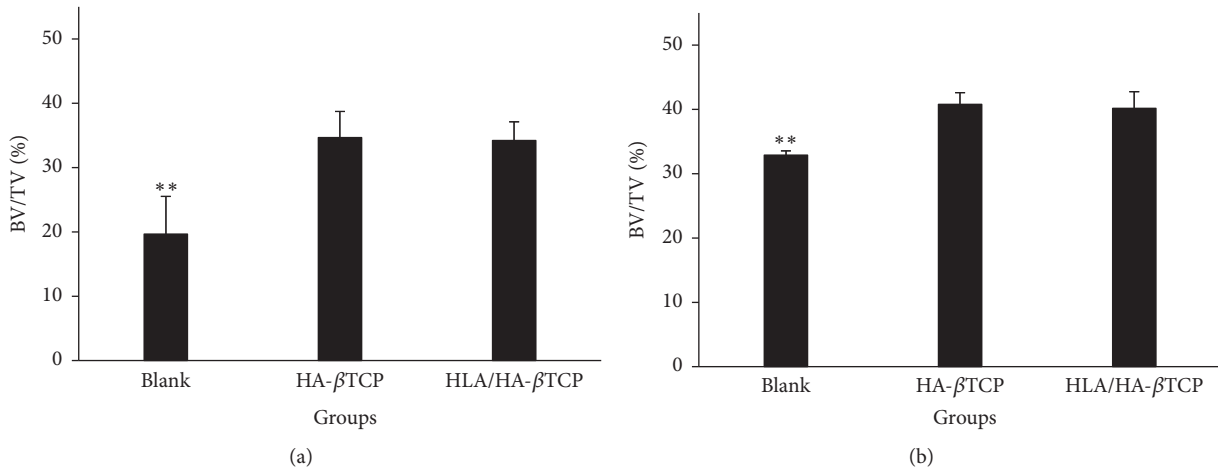 50
40
30
20
10
0
BV/TV (%)
**
Blank
HA-βTCP
HLA/HA-βTCP
Groups
(a)
50
40
30
20
10
0
BV/TV (%)
**
Blank
HA-βTCP
HLA/HA-βTCP
Groups
(b)